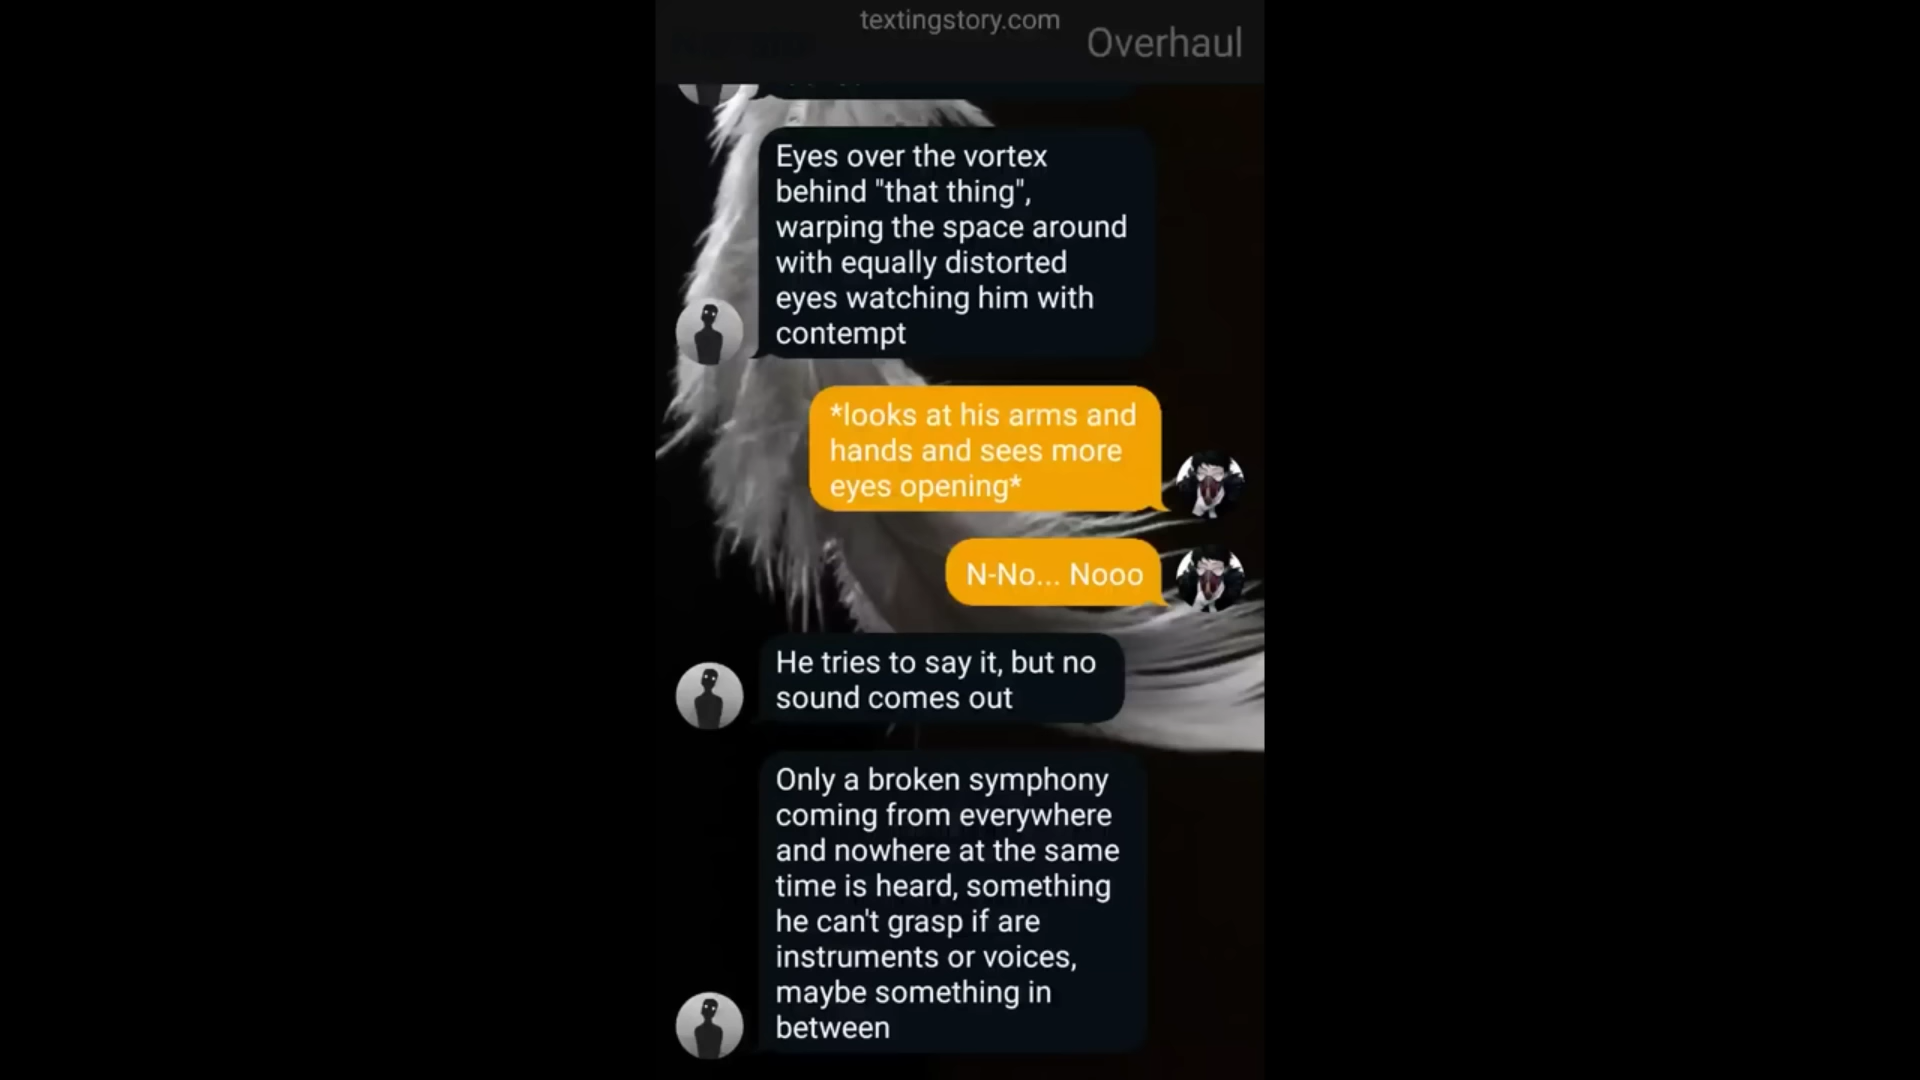 textingstory.com
Overhaul
Eyes over the vortex
behind "that thing",
warping the space around
with equally distorted
eyes watching him with
contempt
*looks at his arms and
hands and sees more
eyes opening*
N-No... Nooo
He tries to say it, but no
sound comes out
Only a broken symphony
coming from everywhere
and nowhere at the same
time is heard, something
he can't grasp if are
instruments or voices,
maybe something in
between